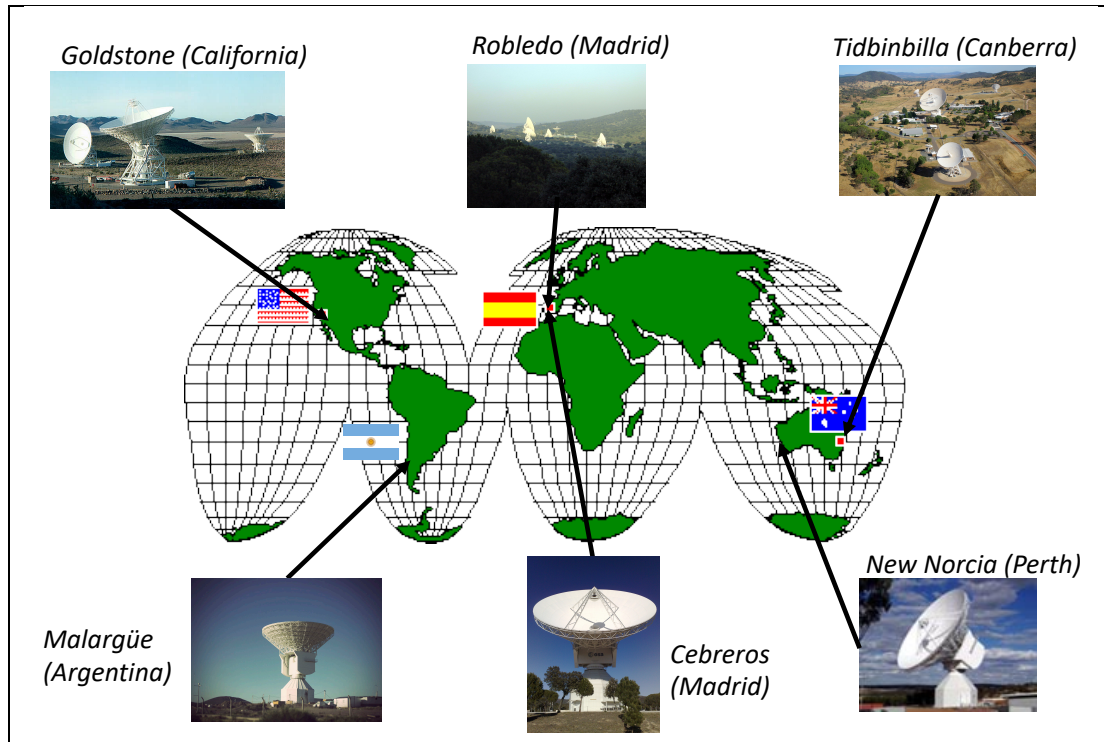 Goldstone (California)
Robledo (Madrid)
Tidbinbilla (Canberra)
New Norcia (Perth)
Malargüe
(Argentina)
Cebreros
(Madrid)